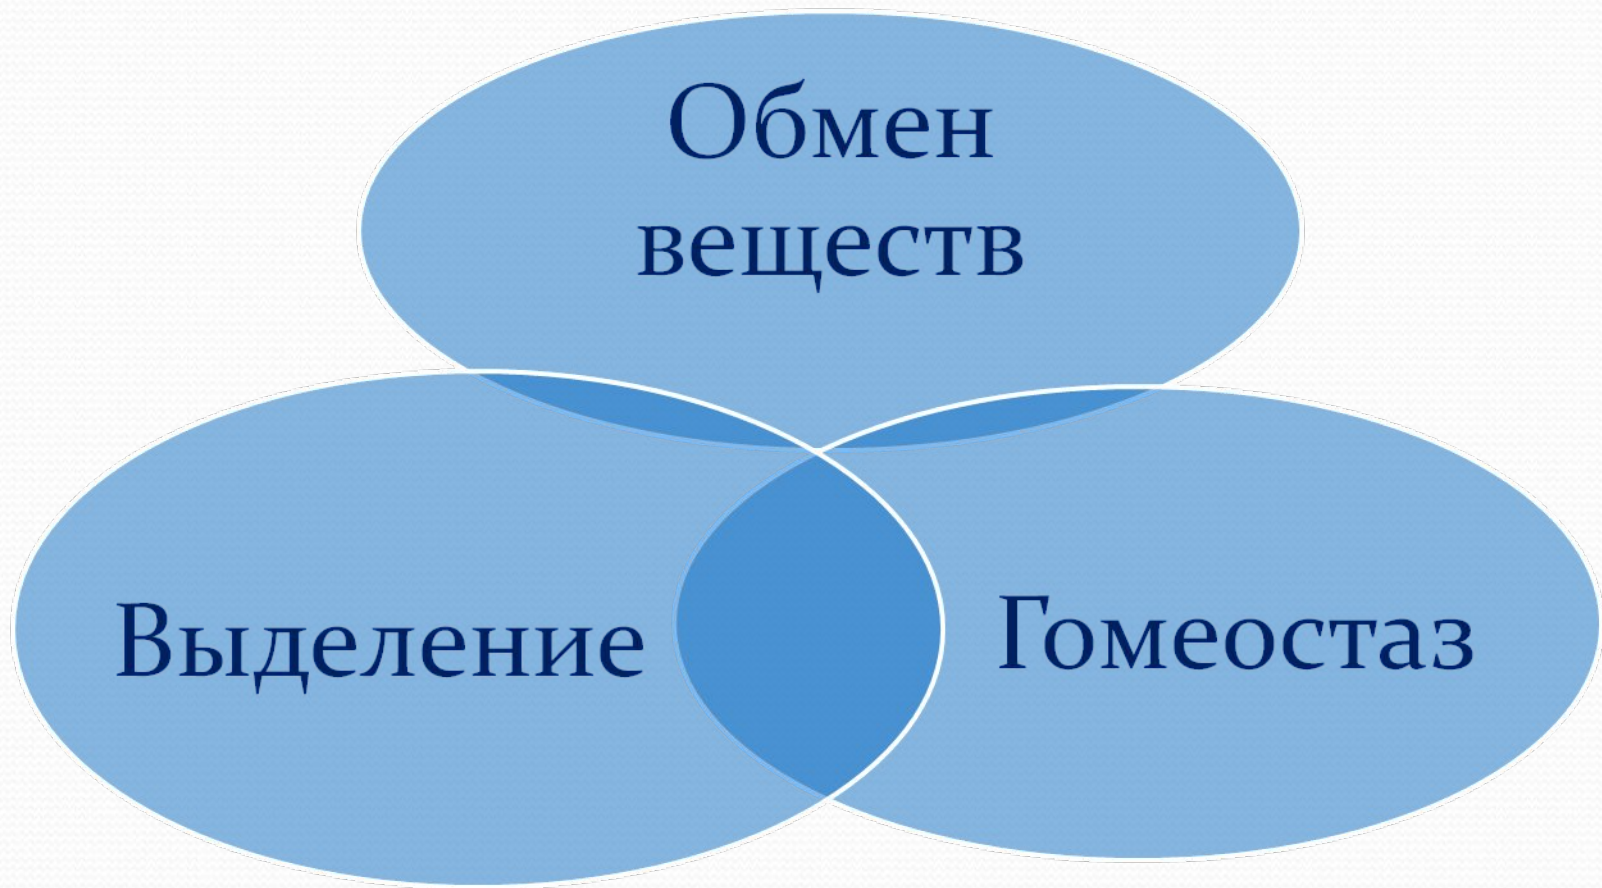 Обмен
веществ
Выделение
Гомеостаз